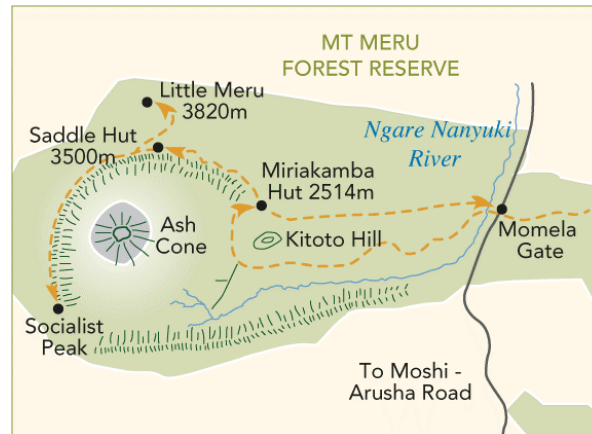 MT MERU
FOREST RESERVE
Little Meru
3820m
Saddle Hut
3500m
Ngare Nanyuki
River
Miriakamba
Hut 2514m
Ash
Cone
Kitoto Hill
Momela
Gate
Socialist
Peak
To Moshi -
Arusha Road